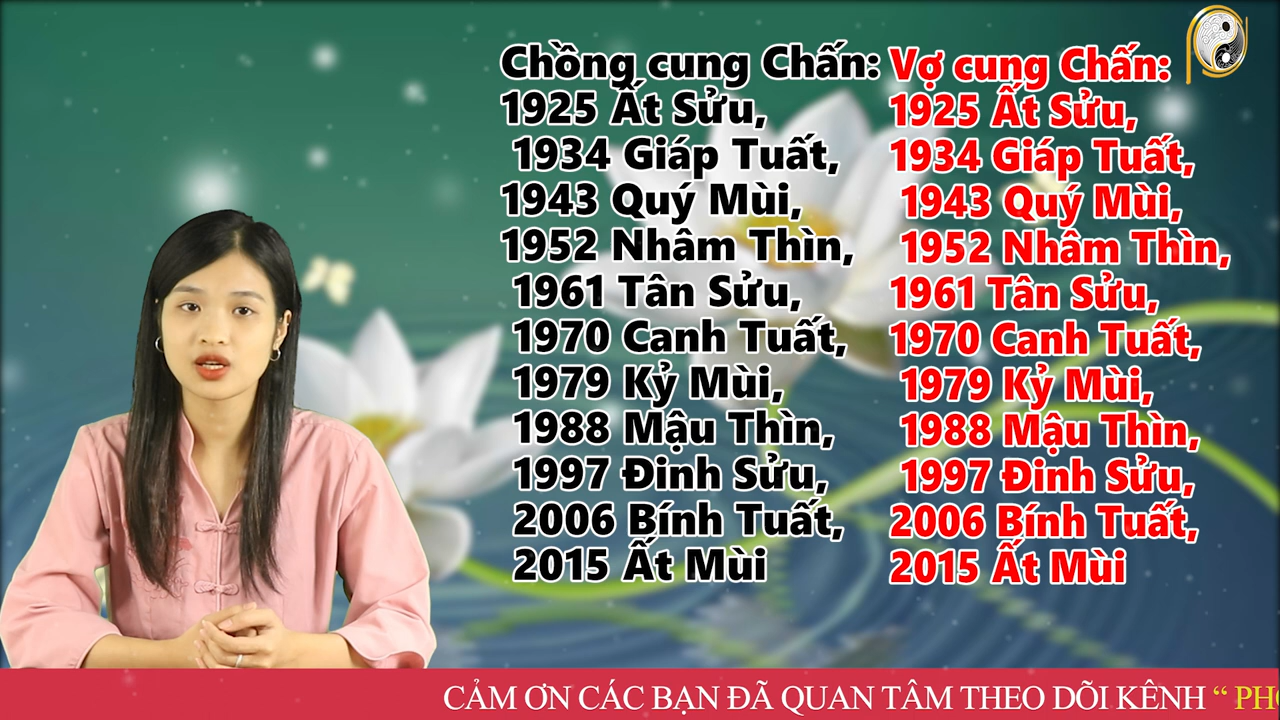 Chồng cung Chấn:
1925 Ất Sửu,
1934 Giáp Tuất,
1943 Quý Mùi,
1952 Nhâm Thìn,
1961 Tân Sửu,
1970 Canh Tuất,
1979 Kỷ Mùi,
1988 Mậu Thìn,
1997 Đinh Sửu,
2006 Bính Tuất,
2015 Ất Mùi
Vợ cung Chấn:
1925 Ất Sửu,
1934 Giáp Tuất,
1943 Quý Mùi,
1952 Nhâm Thìn,
1961 Tân Sửu,
1970 Canh Tuất,
1979 Kỷ Mùi,
1988 Mậu Thìn,
1997 Đinh Sửu,
2006 Bính Tuất,
2015 Ất Mùi
CẢM ƠN CÁC BẠN ĐÃ QUAN TÂM THEO DÕI KÊNH “